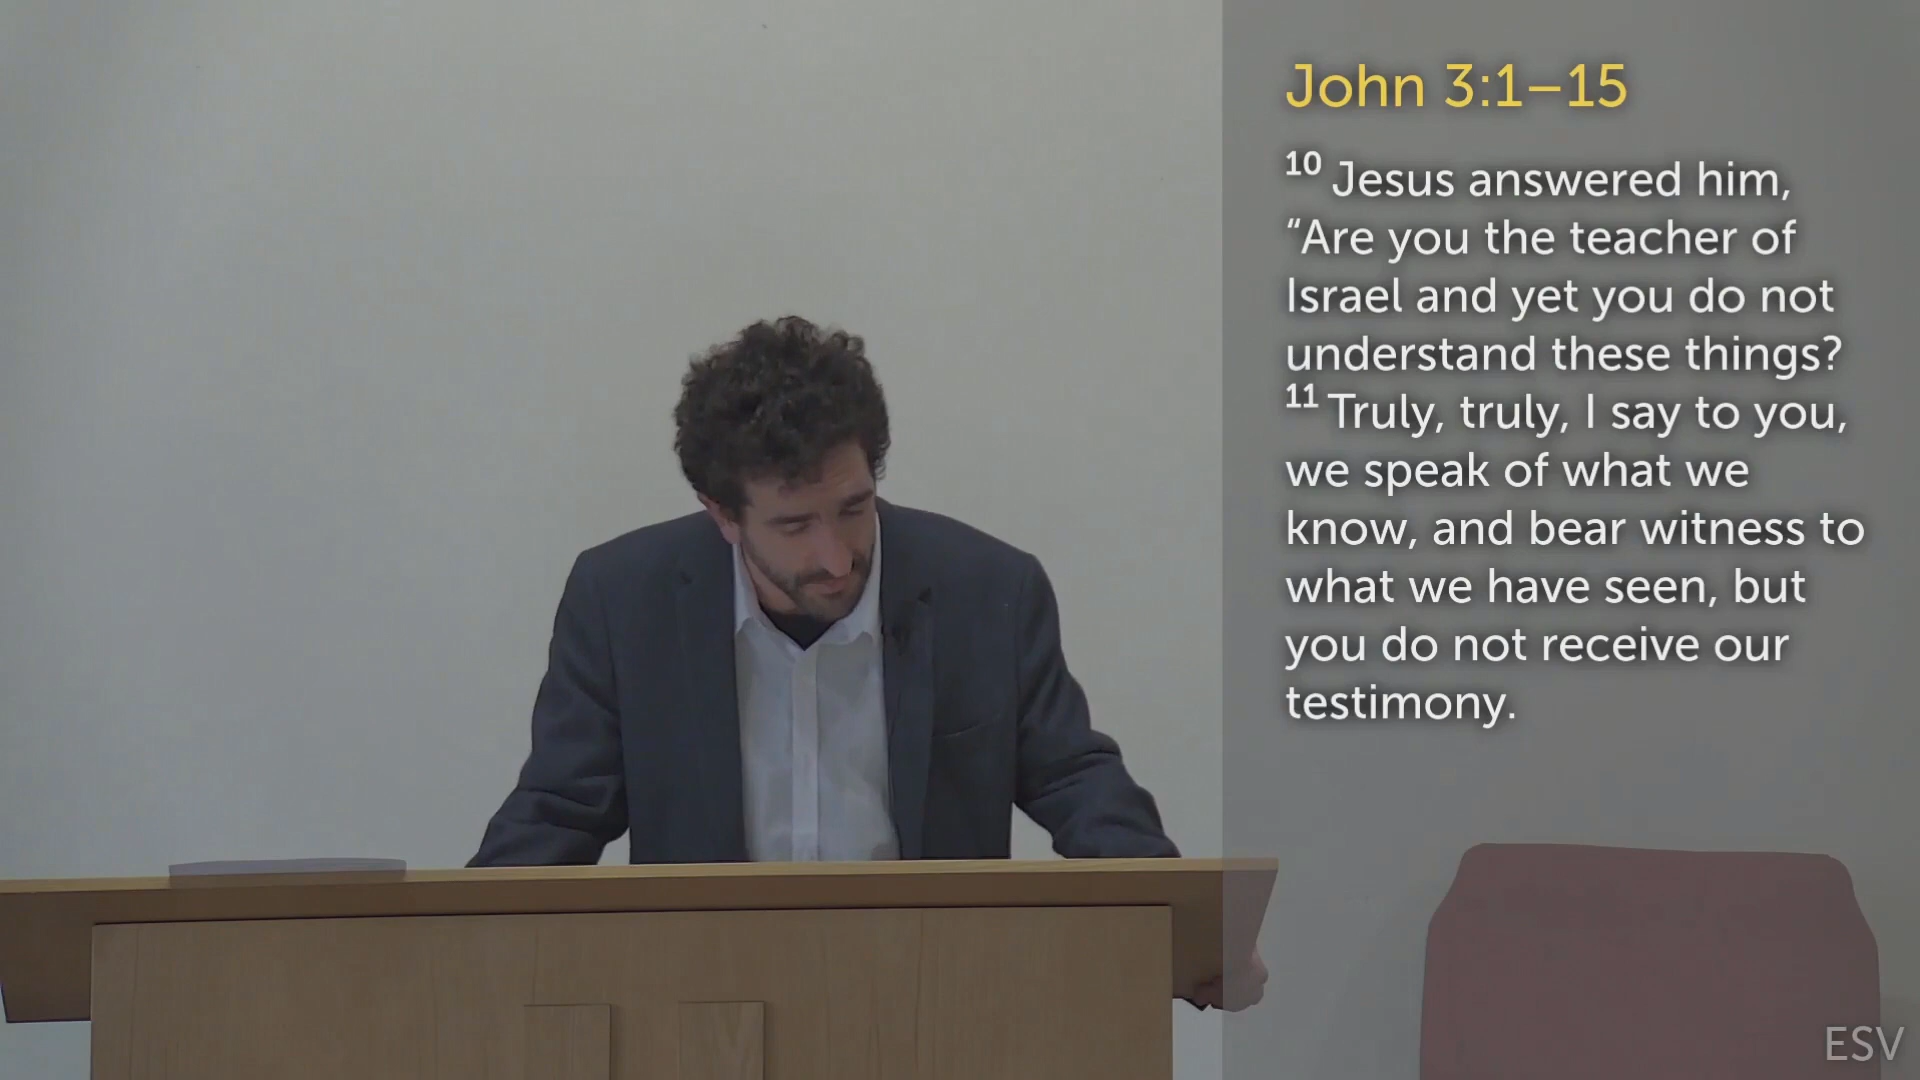 John 3:1–15
10 Jesus answered him,
“Are you the teacher of
Israel and yet you do not
understand these things?
11 Truly, truly, I say to you,
we speak of what we
know, and bear witness to
what we have seen, but
you do not receive our
testimony.
ESV